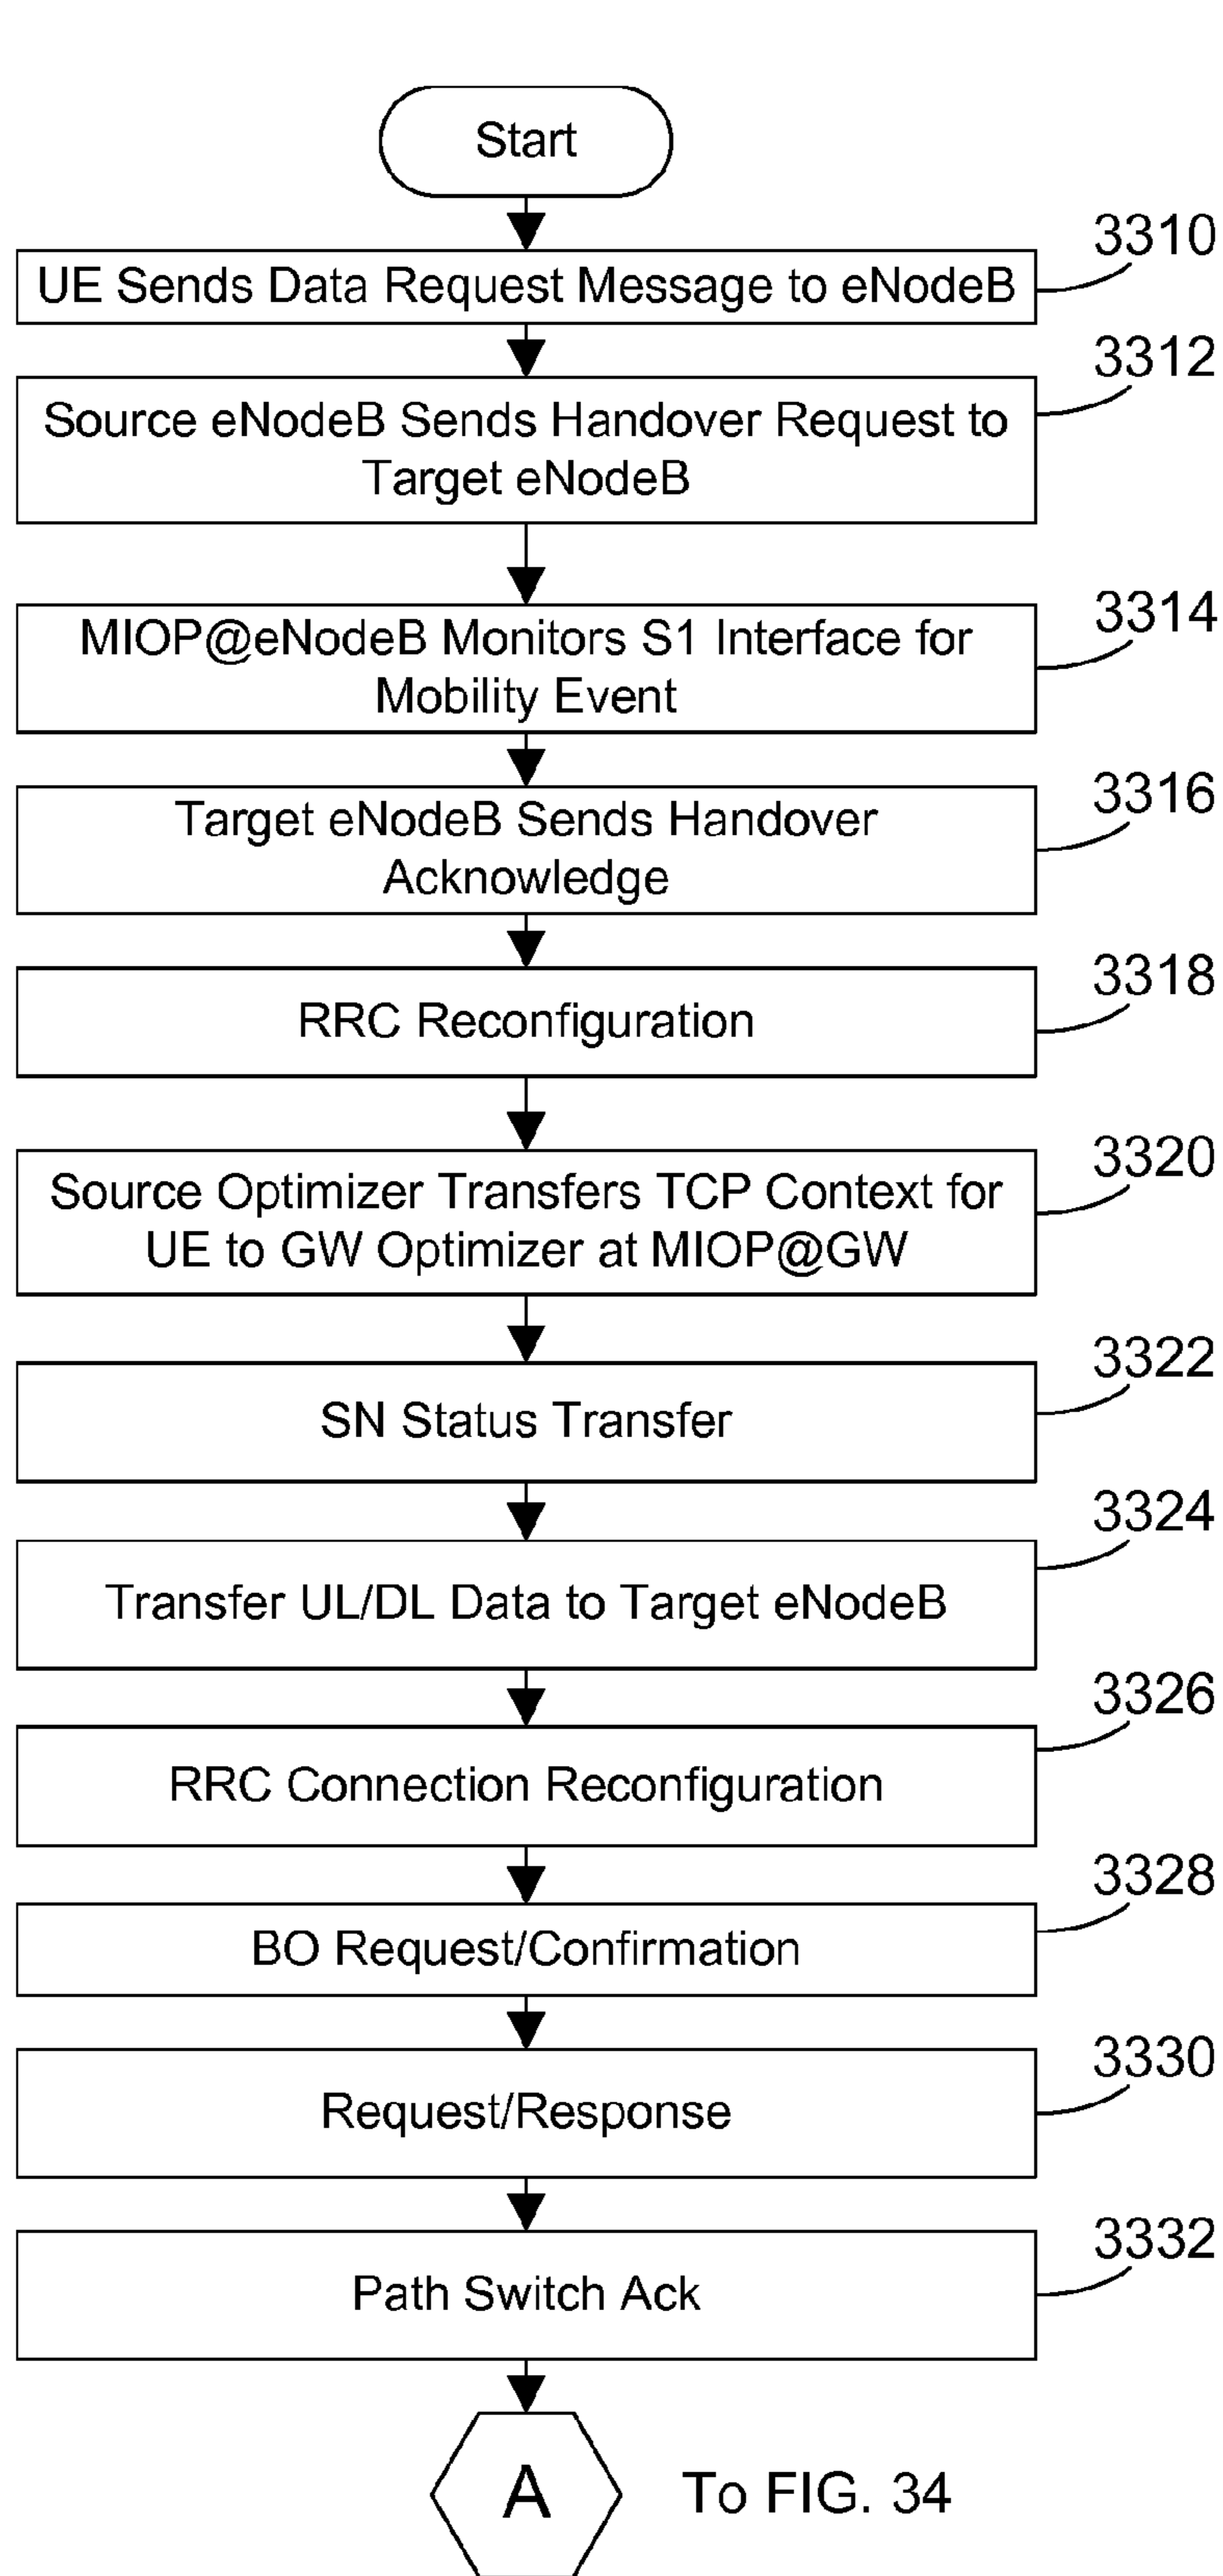 Start
3310
UE Sends Data Request Message to eNodeB
3312
Source eNodeB Sends Handover Request to
Target eNodeB
3314
MIOP@eNodeB Monitors S1 Interface for
Mobility Event
3316
Target eNodeB Sends Handover
Acknowledge
3318
RRC Reconfiguration
3320
Source Optimizer Transfers TCP Context for
UE to GW Optimizer at MIOP@GW
3322
SN Status Transfer
3324
Transfer UL/DL Data to Target eNodeB
3326
RRC Connection Reconfiguration
3328
BO Request/Confirmation
3330
Request/Response
3332
Path Switch Ack
A
To FIG. 34